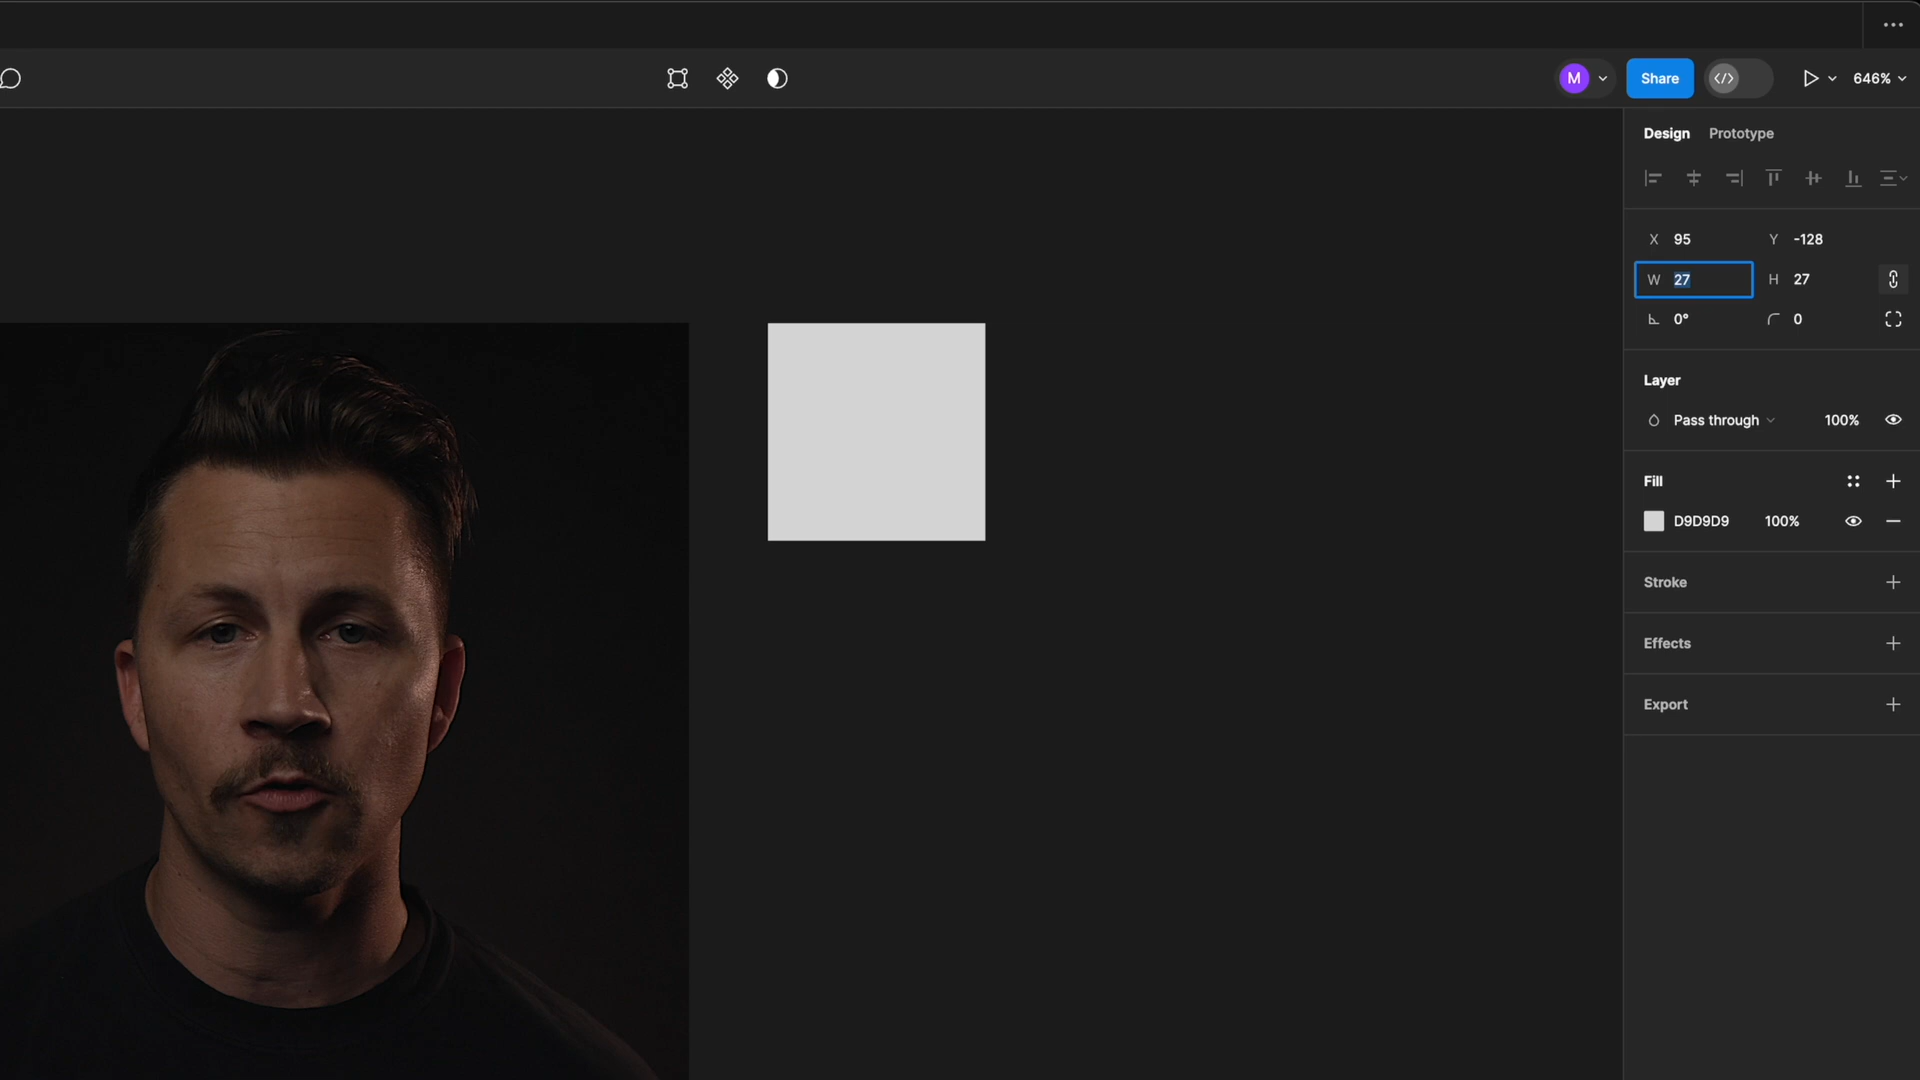 M
Share
646%
Design Prototype
X 95 Y -128
W 27 H 27
0° 0
Layer
Pass through 100%
Fill
D9D9D9 100%
Stroke
Effects
Export